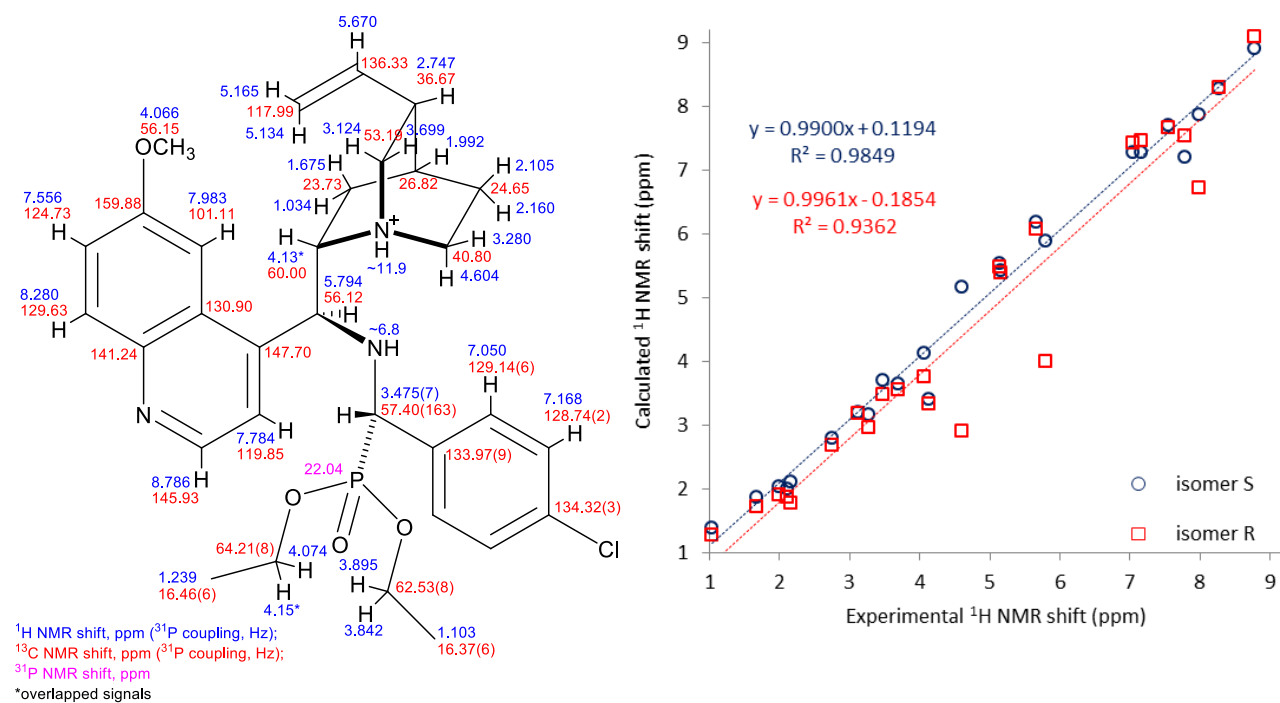 5.670
H
136.33
2.747
36.67
H
5.165
H
117.99
5.134
H
4.066
56.15
OCH3
3.124
53.19
3.699
H
H
1.992
H
1.675
H
23.73
26.82
H
2.105
24.65
H
2.160
1.034
H
7.556
124.73
H
159.88
7.983
101.11
H
N+
H
~11.9
H
4.13*
60.00
H
3.280
40.80
H
4.604
5.794
56.12
H
8.280
129.63
H
130.90
~6.8
NH
141.24
147.70
7.050
129.14(6)
H
3.475(7)
57.40(163)
H
7.168
128.74(2)
H
N
H
7.784
119.85
133.97(9)
H
8.786
145.93
22.04
P
O
O
O
134.32(3)
Cl
64.21(8)
4.074
H
H
4.15*
1.239
16.46(6)
3.895
H
62.53(8)
H
3.842
1.103
16.37(6)
1H NMR shift, ppm (31P coupling, Hz);
13C NMR shift, ppm (31P coupling, Hz);
31P NMR shift, ppm
*overlapped signals
Calculated 1H NMR shift (ppm)
9
8
7
6
5
4
3
2
1
y = 0.9900x + 0.1194
R² = 0.9849
y = 0.9961x - 0.1854
R² = 0.9362
isomer S
isomer R
1 2 3 4 5 6 7 8 9
Experimental 1H NMR shift (ppm)